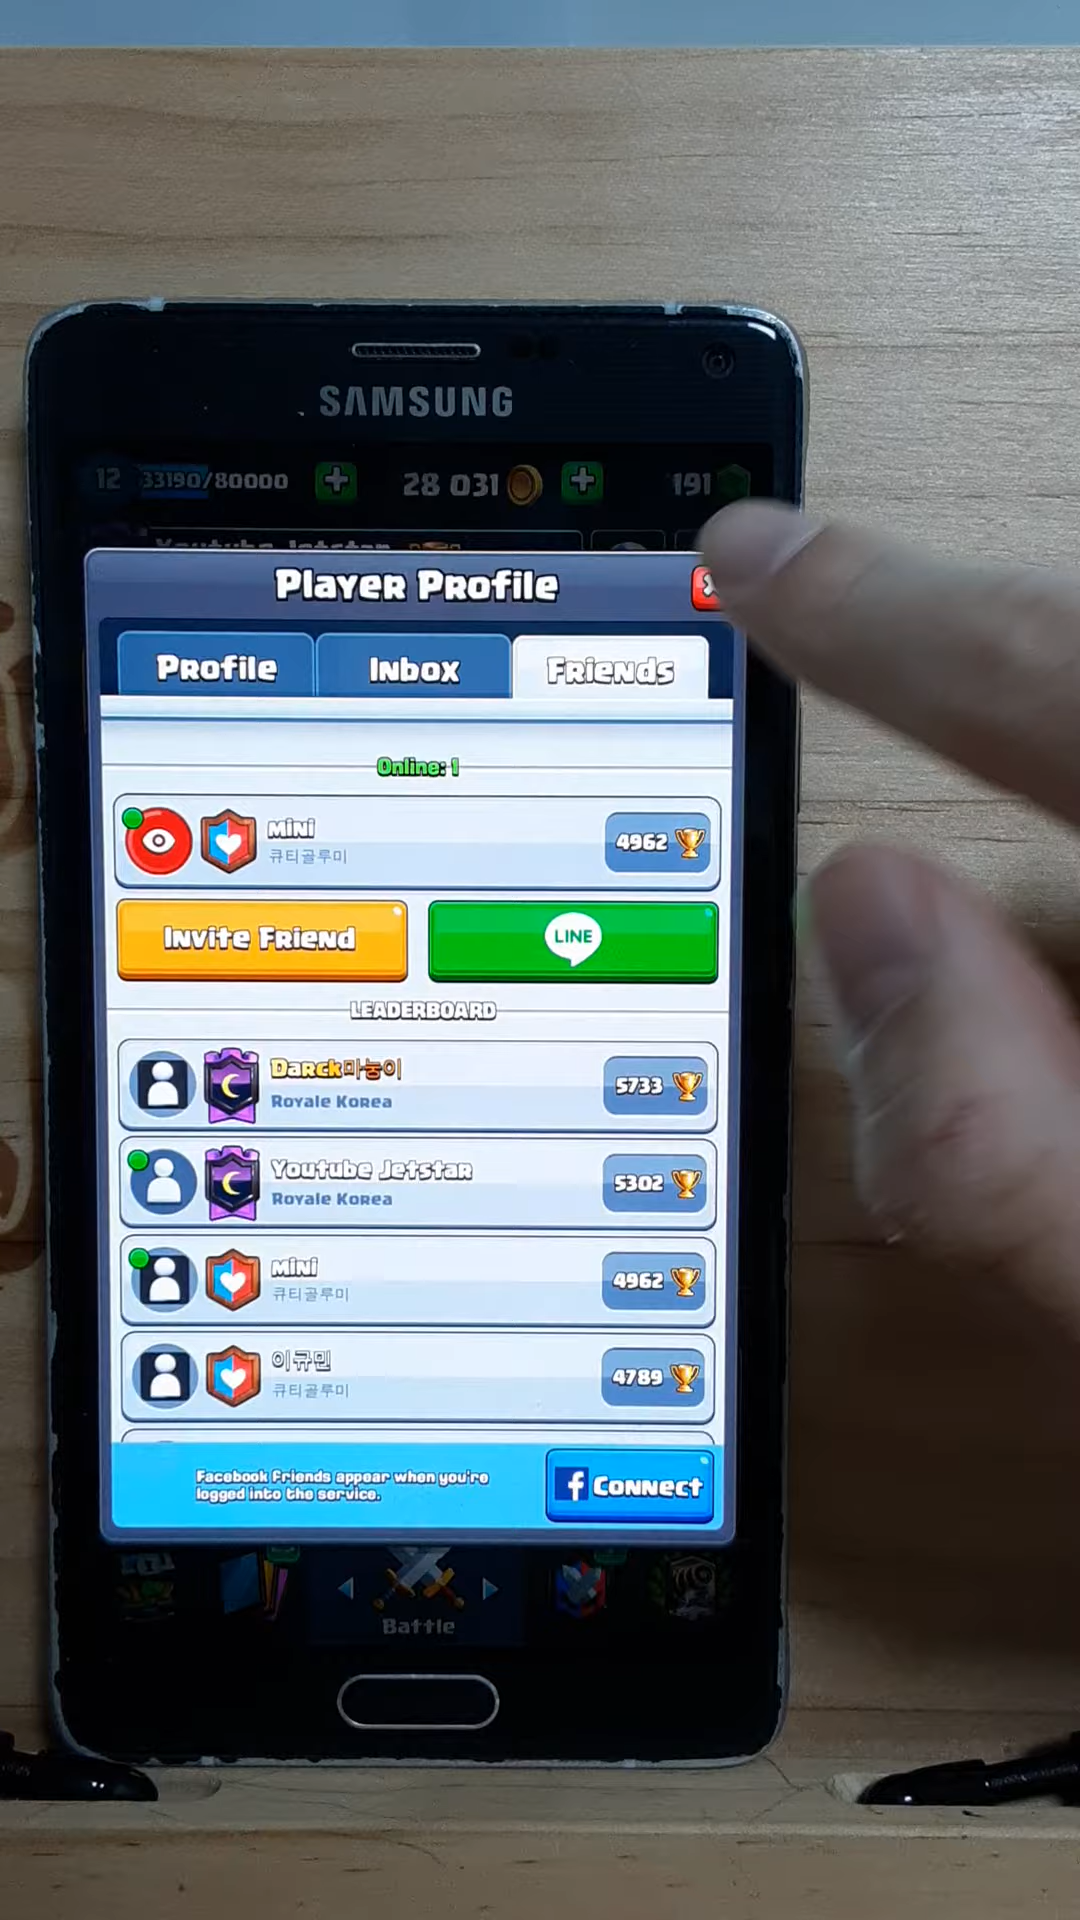 SAMSUNG
12 33190/80000 28 031 191
Youtube Jetstar
Player Profile
Profile Inbox Friends
Online: 1
MiNi
큐티골루미
4962
Invite Friend LINE
LEADERBOARD
Darck마눙이
Royale Korea
5733
Youtube Jetstar
Royale Korea
5302
MiNi
큐티골루미
4962
이규민
큐티골루미
4789
Facebook Friends appear when you're
logged into the service.
f Connect
Battle